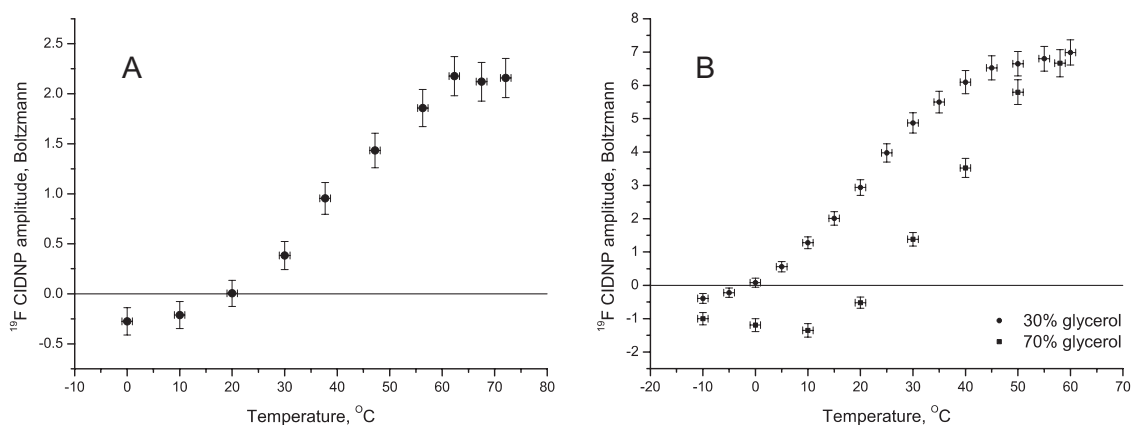 A
¹⁹F CIDNP amplitude, Boltzmann
2.5
2.0
1.5
1.0
0.5
0.0
-0.5
-10 0 10 20 30 40 50 60 70 80
Temperature, ᴼC
B
¹⁹F CIDNP amplitude, Boltzmann
8
7
6
5
4
3
2
1
0
-1
-2
30% glycerol
70% glycerol
-20 -10 0 10 20 30 40 50 60 70
Temperature, ᴼC